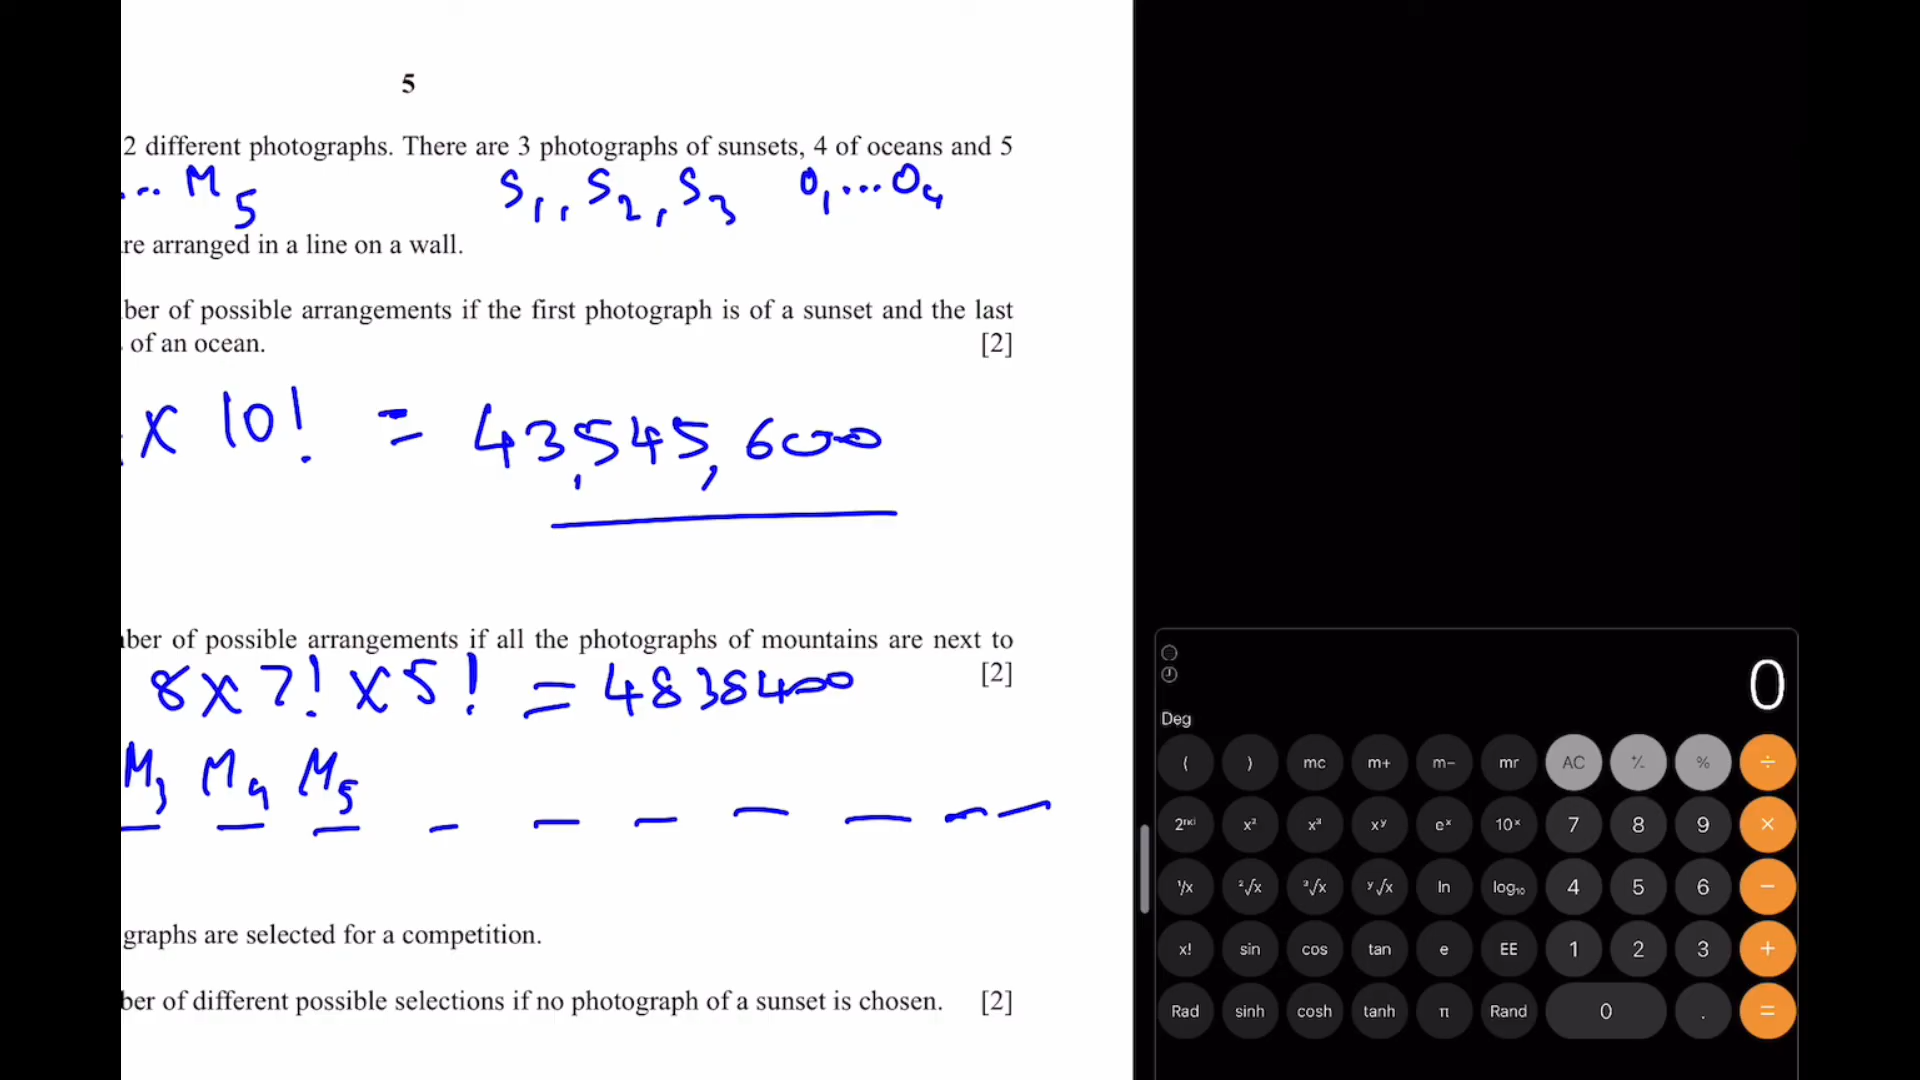 5
2 different photographs. There are 3 photographs of sunsets, 4 of oceans and 5
... M5 S1, S2, S3 O1 ... O4
re arranged in a line on a wall.
ber of possible arrangements if the first photograph is of a sunset and the last
of an ocean. [2]
x 10! = 43,545,600
ber of possible arrangements if all the photographs of mountains are next to
[2]
8 x 7! x 5! = 4838400
M3 M4 M5
graphs are selected for a competition.
ber of different possible selections if no photograph of a sunset is chosen. [2]
0
Deg
( ) mc m+ m− mr AC +/− % ÷
2ⁿᵈ x² x³ xʸ eˣ 10ˣ 7 8 9 ×
¹/x ²√x ³√x ʸ√x ln log₁₀ 4 5 6 −
x! sin cos tan e EE 1 2 3 +
Rad sinh cosh tanh π Rand 0 . =